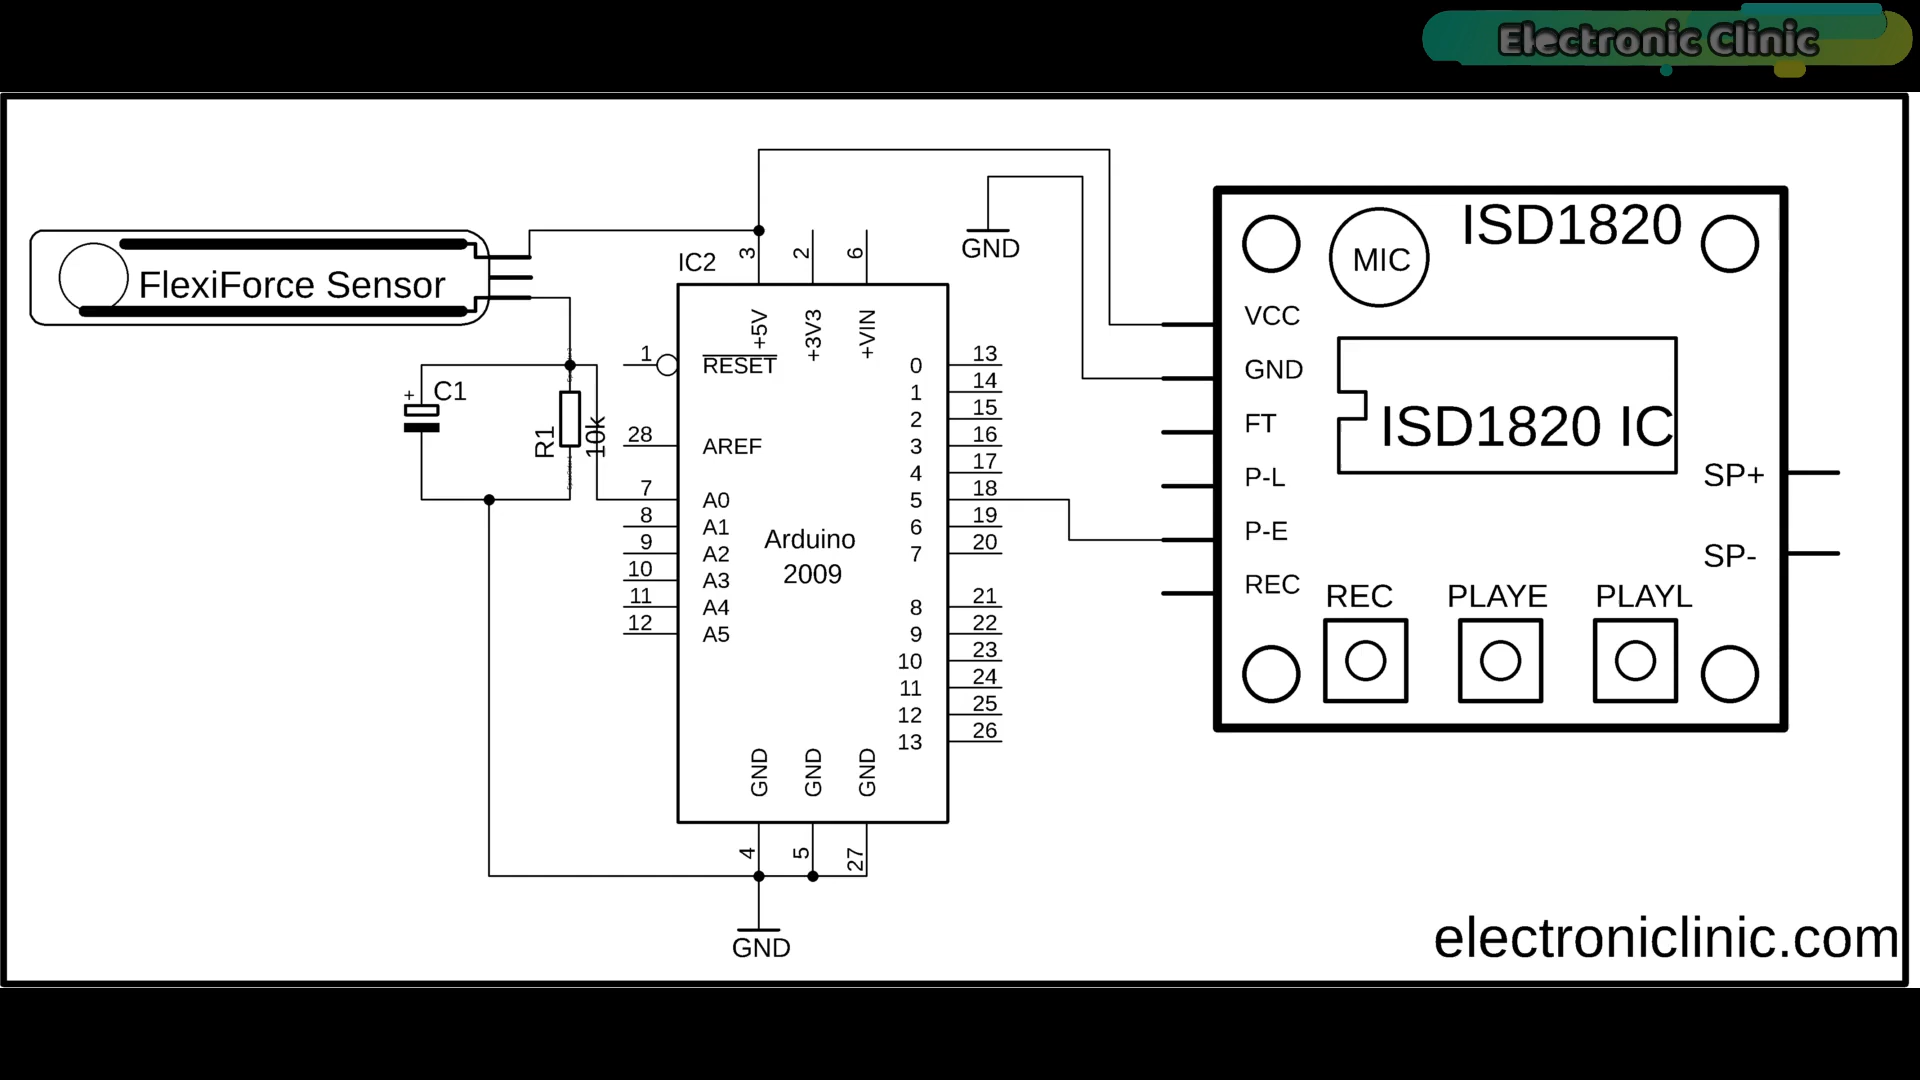 Electronic Clinic
FlexiForce Sensor
+
C1
R1
10k
IC2
3
2
6
+5V
+3V3
+VIN
1
RESET
28
AREF
7
A0
8
A1
9
A2
10
A3
11
A4
12
A5
Arduino
2009
0
13
1
14
2
15
3
16
4
17
5
18
6
19
7
20
8
21
9
22
10
23
11
24
12
25
13
26
GND
GND
GND
4
5
27
GND
GND
ISD1820
MIC
VCC
GND
FT
P-L
P-E
REC
ISD1820 IC
SP+
SP-
REC
PLAYE
PLAYL
electroniclinic.com